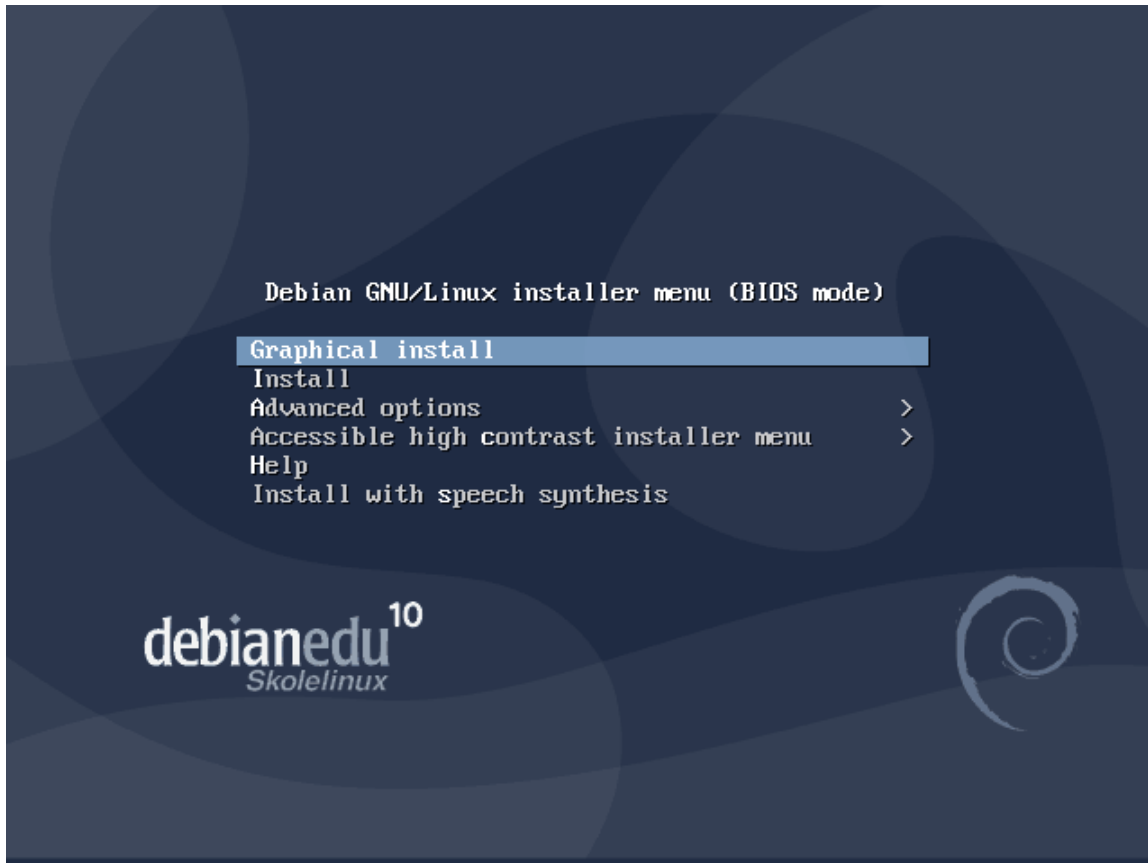 Debian GNU/Linux installer menu (BIOS mode)
Graphical install
Install
Advanced options >
Accessible high contrast installer menu >
Help
Install with speech synthesis
debianedu 10
Skolelinux